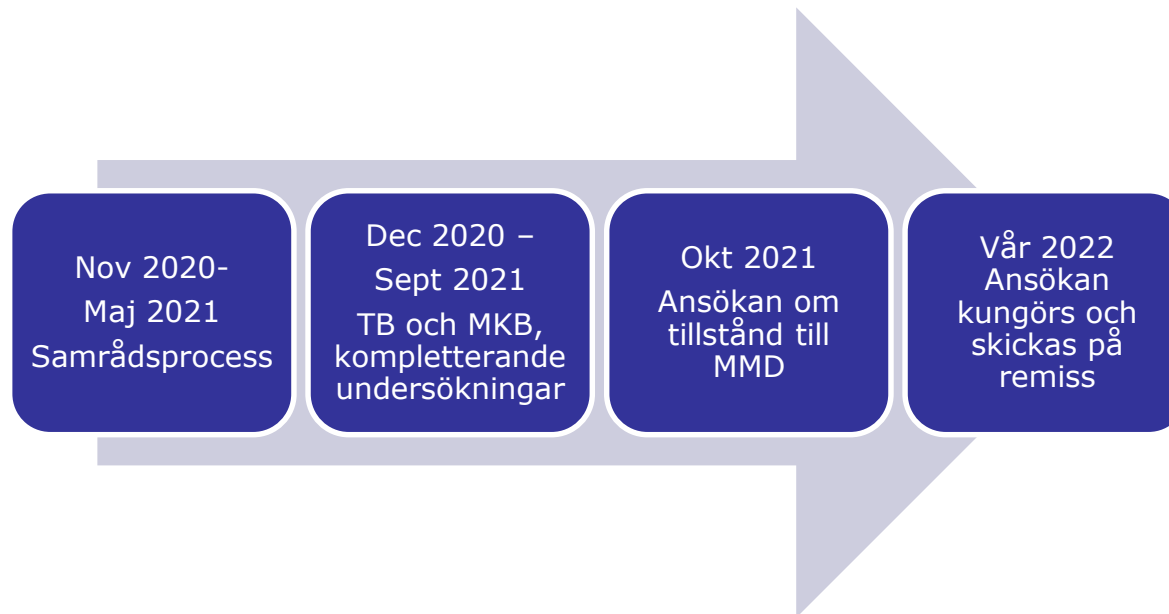 Nov 2020-
Maj 2021
Samrådsprocess
Dec 2020 –
Sept 2021
TB och MKB,
kompletterande
undersökningar
Okt 2021
Ansökan om
tillstånd till
MMD
Vår 2022
Ansökan
kungörs och
skickas på
remiss